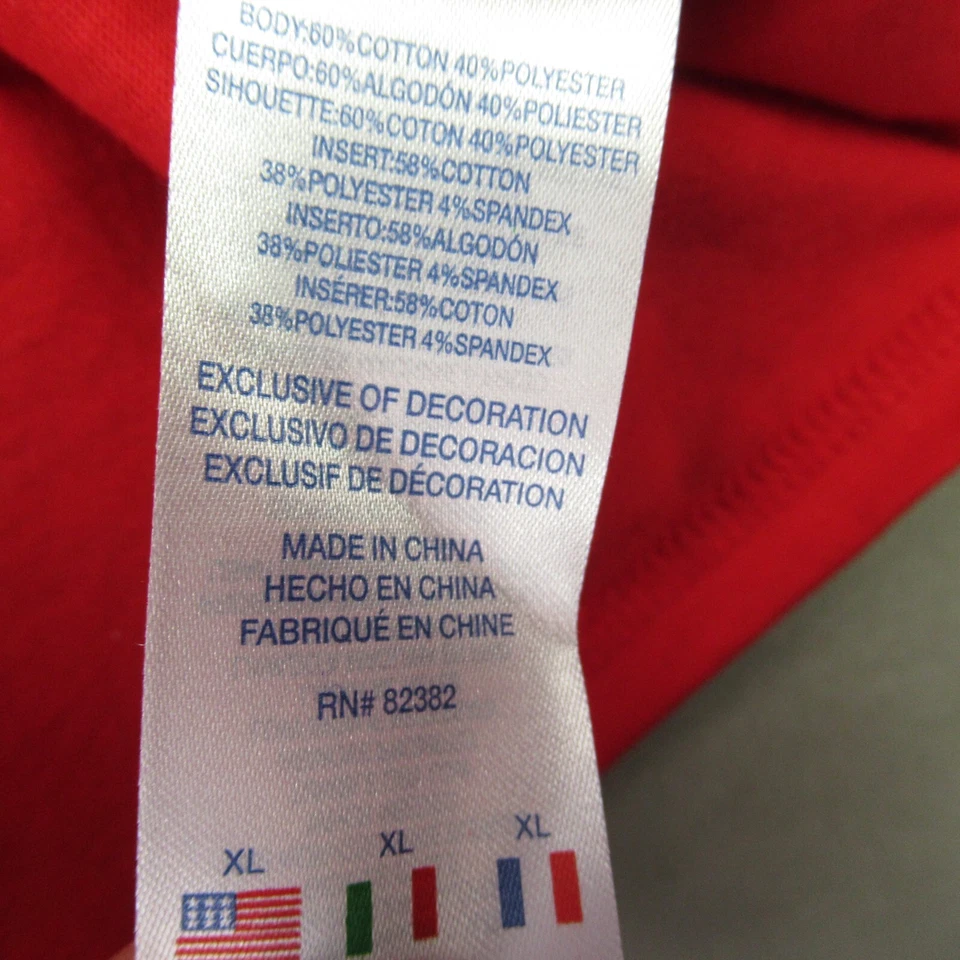 BODY:60%COTTON 40%POLYESTER
CUERPO:60%ALGODÓN 40%POLIESTER
SIHOUETTE:60%COTON 40%POLYESTER
INSERT:58%COTTON
38%POLYESTER 4%SPANDEX
INSERTO:58%ALGODÓN
38%POLIESTER 4%SPANDEX
INSÉRER:58%COTON
38%POLYESTER 4%SPANDEX
EXCLUSIVE OF DECORATION
EXCLUSIVO DE DECORACION
EXCLUSIF DE DÉCORATION
MADE IN CHINA
HECHO EN CHINA
FABRIQUÉ EN CHINE
RN# 82382
XL XL XL